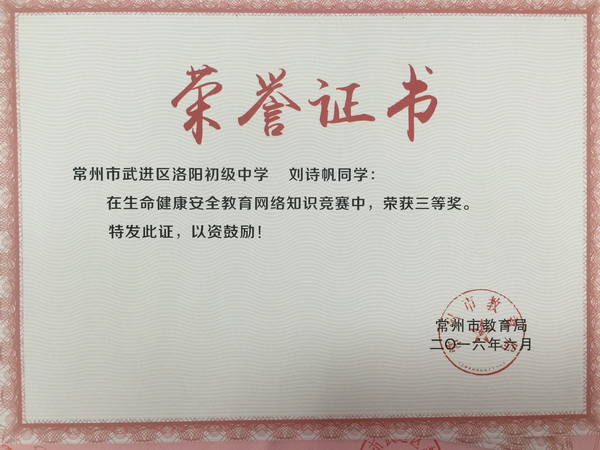 荣誉证书
常州市武进区洛阳初级中学 刘诗帆同学：
在生命健康安全教育网络知识竞赛中，荣获三等奖。
特发此证，以资鼓励！
常州市教育局
二〇一六年六月